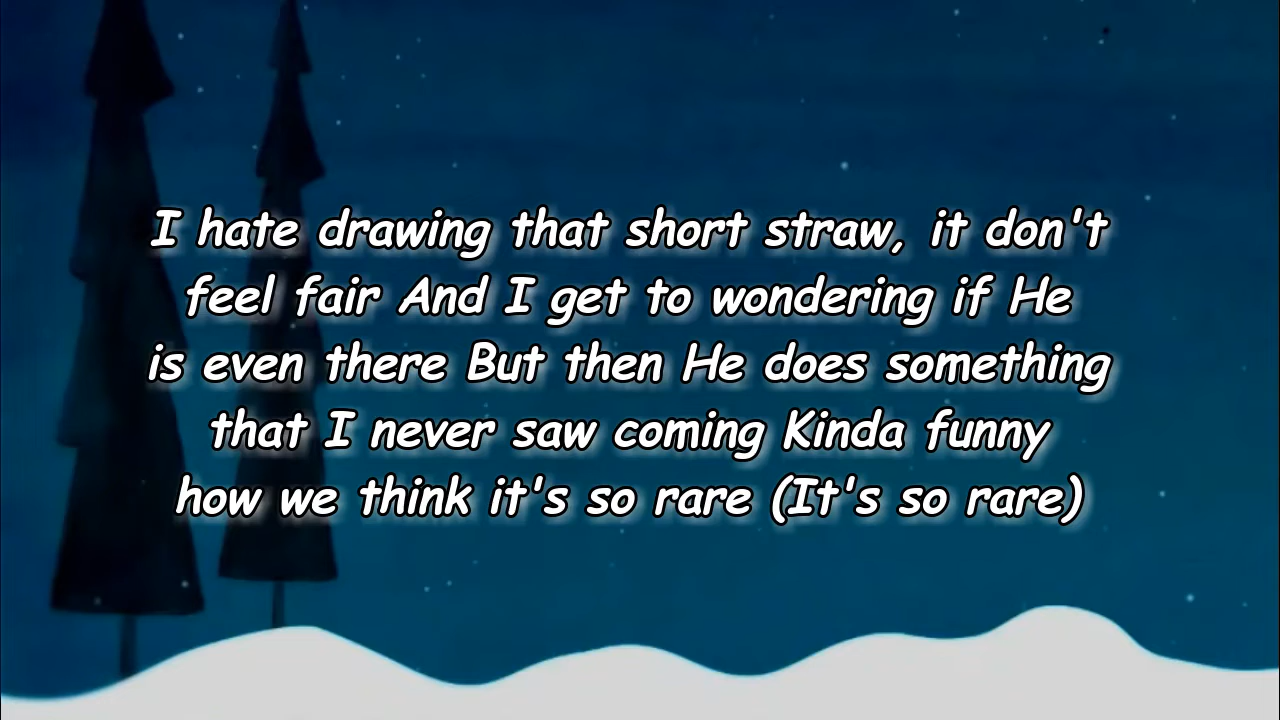 I hate drawing that short straw, it don't
feel fair And I get to wondering if He
is even there But then He does something
that I never saw coming Kinda funny
how we think it's so rare (It's so rare)